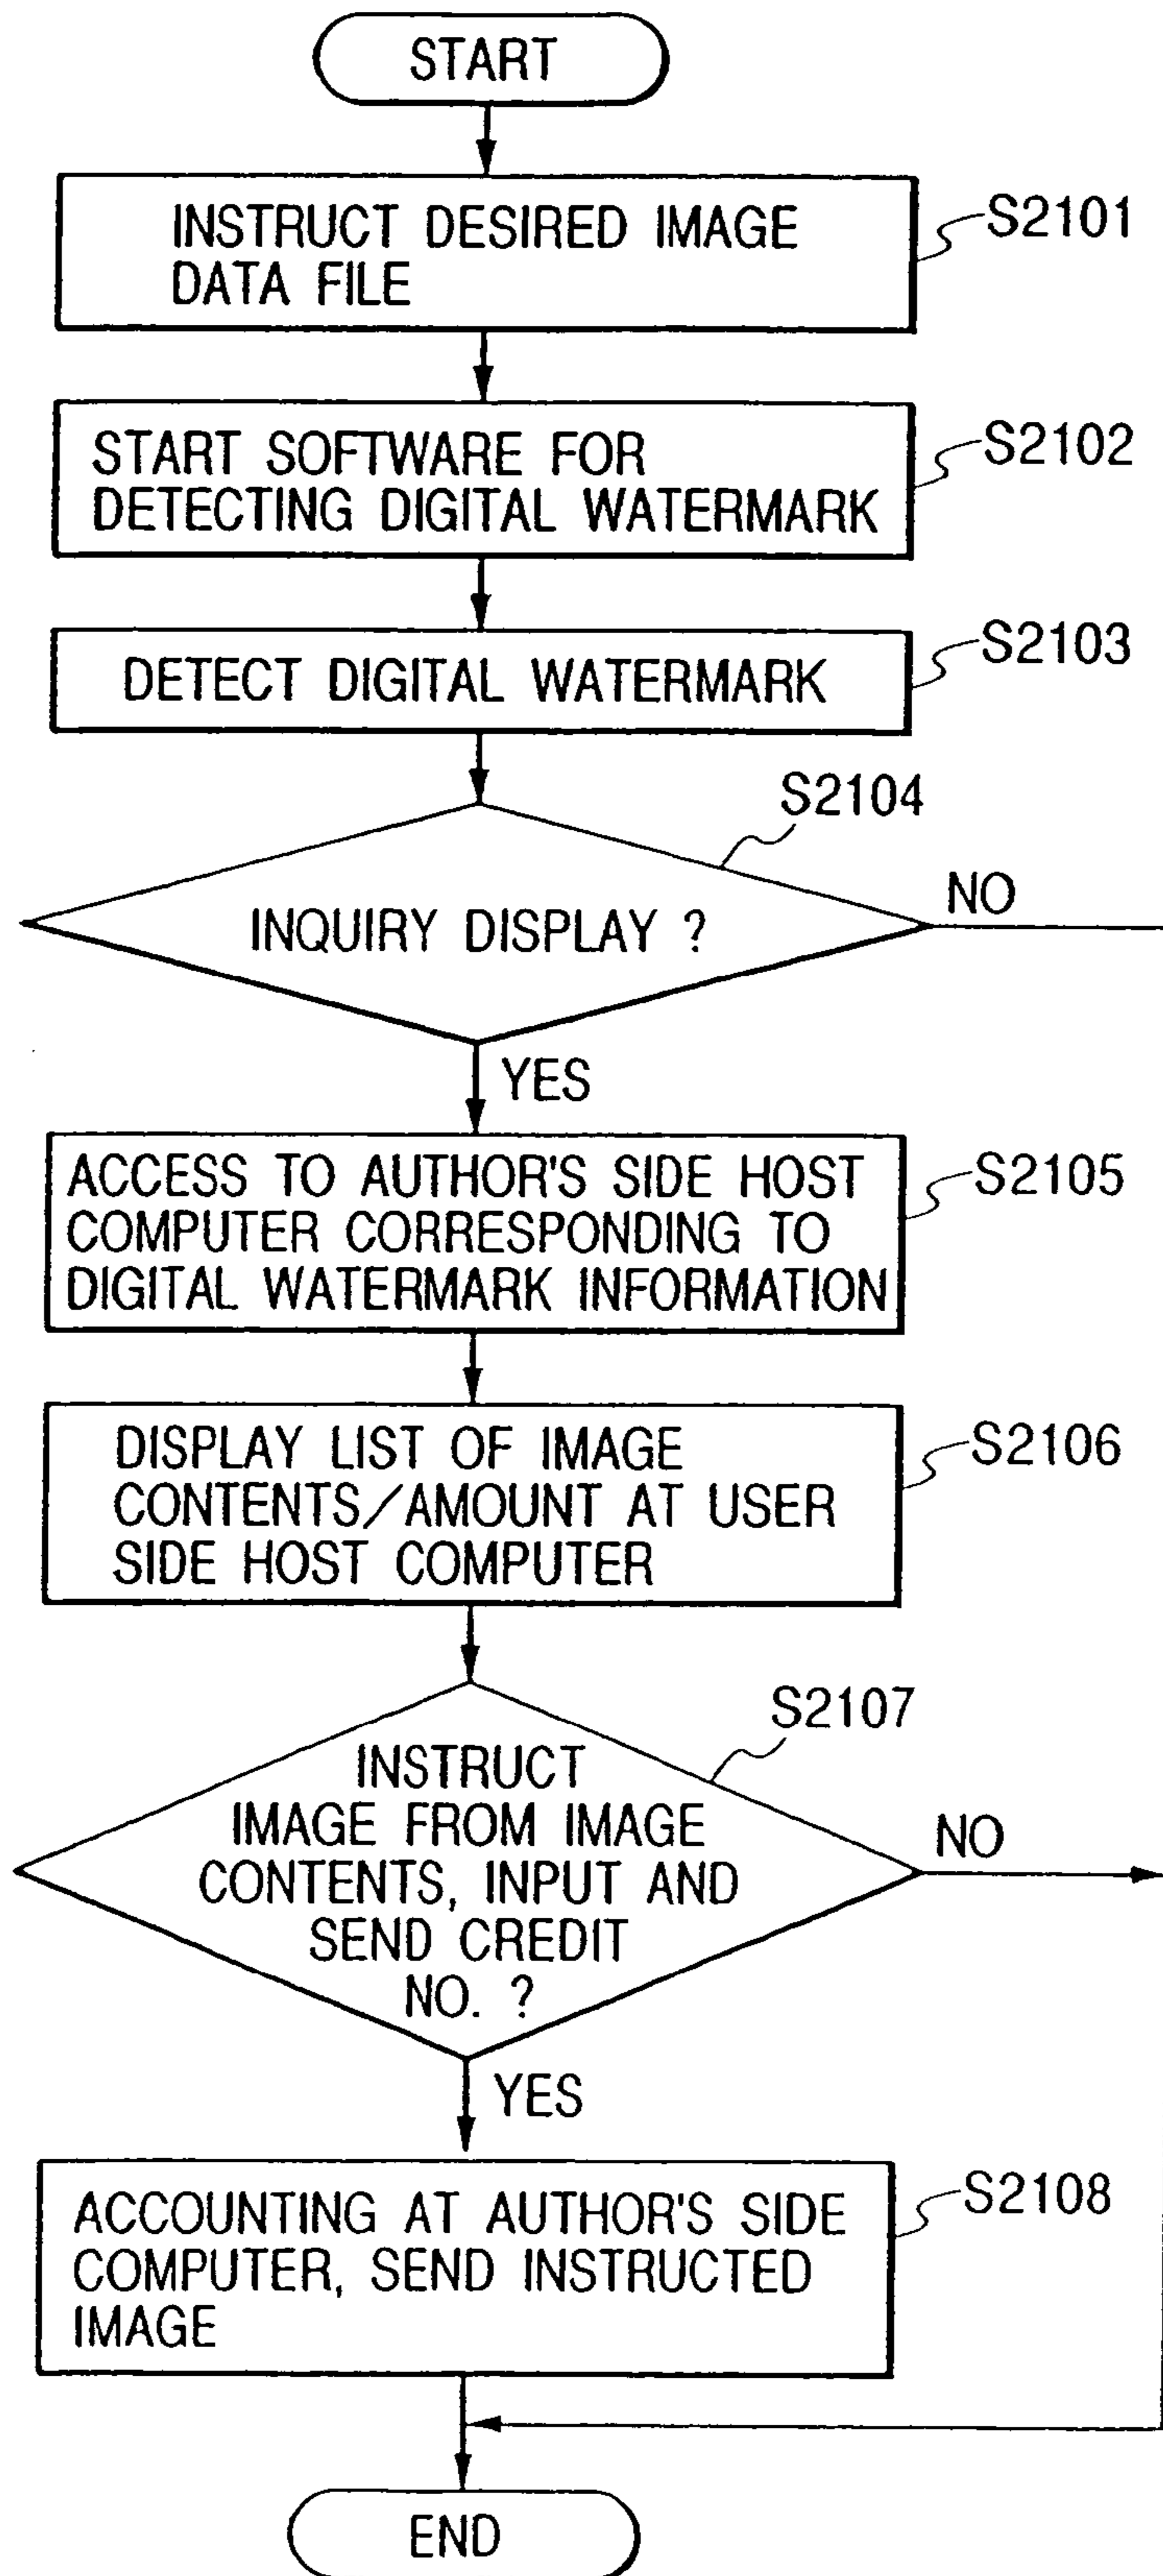 START
INSTRUCT DESIRED IMAGE
DATA FILE
S2101
START SOFTWARE FOR
DETECTING DIGITAL WATERMARK
S2102
DETECT DIGITAL WATERMARK
S2103
S2104
INQUIRY DISPLAY ?
NO
YES
ACCESS TO AUTHOR'S SIDE HOST
COMPUTER CORRESPONDING TO
DIGITAL WATERMARK INFORMATION
S2105
DISPLAY LIST OF IMAGE
CONTENTS/AMOUNT AT USER
SIDE HOST COMPUTER
S2106
S2107
INSTRUCT
IMAGE FROM IMAGE
CONTENTS, INPUT AND
SEND CREDIT
NO. ?
NO
YES
ACCOUNTING AT AUTHOR'S SIDE
COMPUTER, SEND INSTRUCTED
IMAGE
S2108
END